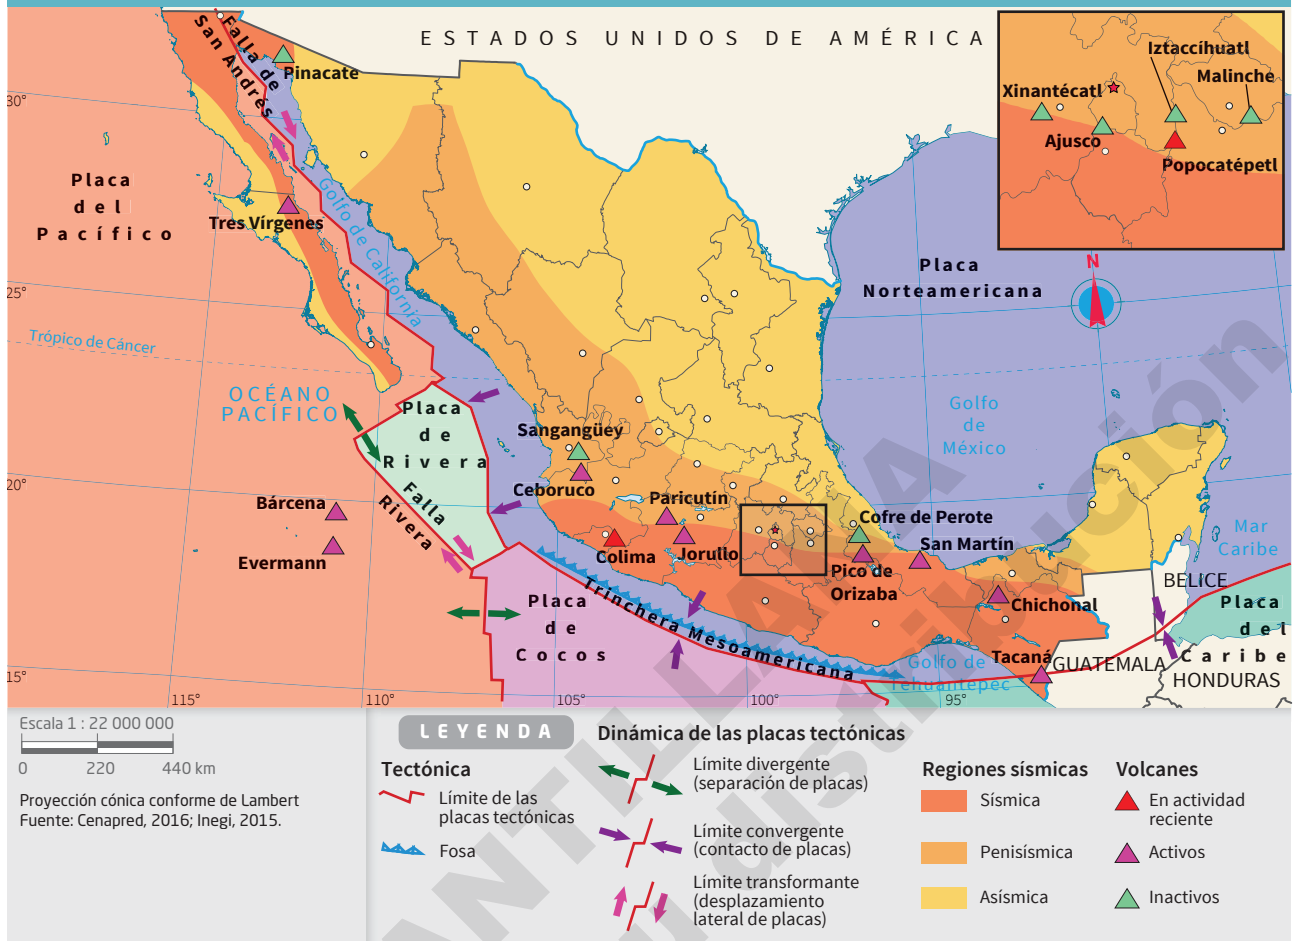 ESTADOS UNIDOS DE AMÉRICA
Falla de
San Andrés
Pinacate
30°
Placa
del
Pacífico
Tres Vírgenes
Golfo de California
25°
Trópico de Cáncer
OCÉANO
PACÍFICO
Placa
de
Rivera
Falla
Rivera
Sangangüey
Ceboruco
20°
Bárcena
Evermann
Colima
Paricutín
Jorullo
Cofre de Perote
San Martín
Pico de
Orizaba
Chichonal
Tacaná
Placa
Norteamericana
N
Golfo
de
México
Mar
Caribe
BELICE
Placa
del
Caribe
GUATEMALA
HONDURAS
Golfo de
Tehuantepec
Trinchera Mesoamericana
Placa
de
Cocos
15°
115°
110°
105°
100°
95°
Iztaccíhuatl
Malinche
Xinantécatl
Ajusco
Popocatépetl
Escala 1 : 22 000 000
0 220 440 km
Proyección cónica conforme de Lambert
Fuente: Cenapred, 2016; Inegi, 2015.
LEYENDA
Tectónica
Límite de las
placas tectónicas
Fosa
Dinámica de las placas tectónicas
Límite divergente
(separación de placas)
Límite convergente
(contacto de placas)
Límite transformante
(desplazamiento
lateral de placas)
Regiones sísmicas
Sísmica
Penisísmica
Asísmica
Volcanes
En actividad
reciente
Activos
Inactivos
ANTILLANA
distribución